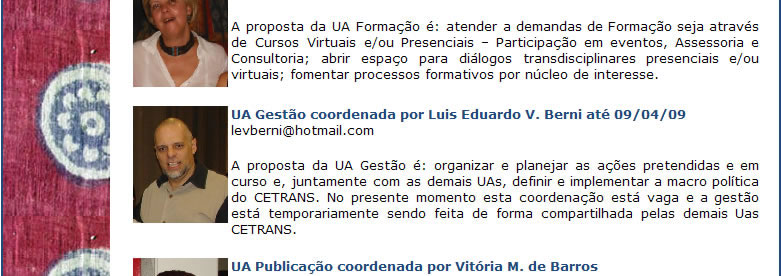 A proposta da UA Formação é: atender a demandas de Formação seja através
de Cursos Virtuais e/ou Presenciais – Participação em eventos, Assessoria e
Consultoria; abrir espaço para diálogos transdisciplinares presenciais e/ou
virtuais; fomentar processos formativos por núcleo de interesse.
UA Gestão coordenada por Luis Eduardo V. Berni até 09/04/09
levberni@hotmail.com
A proposta da UA Gestão é: organizar e planejar as ações pretendidas e em
curso e, juntamente com as demais UAs, definir e implementar a macro política
do CETRANS. No presente momento esta coordenação está vaga e a gestão
está temporariamente sendo feita de forma compartilhada pelas demais Uas
CETRANS.
UA Publicação coordenada por Vitória M. de Barros